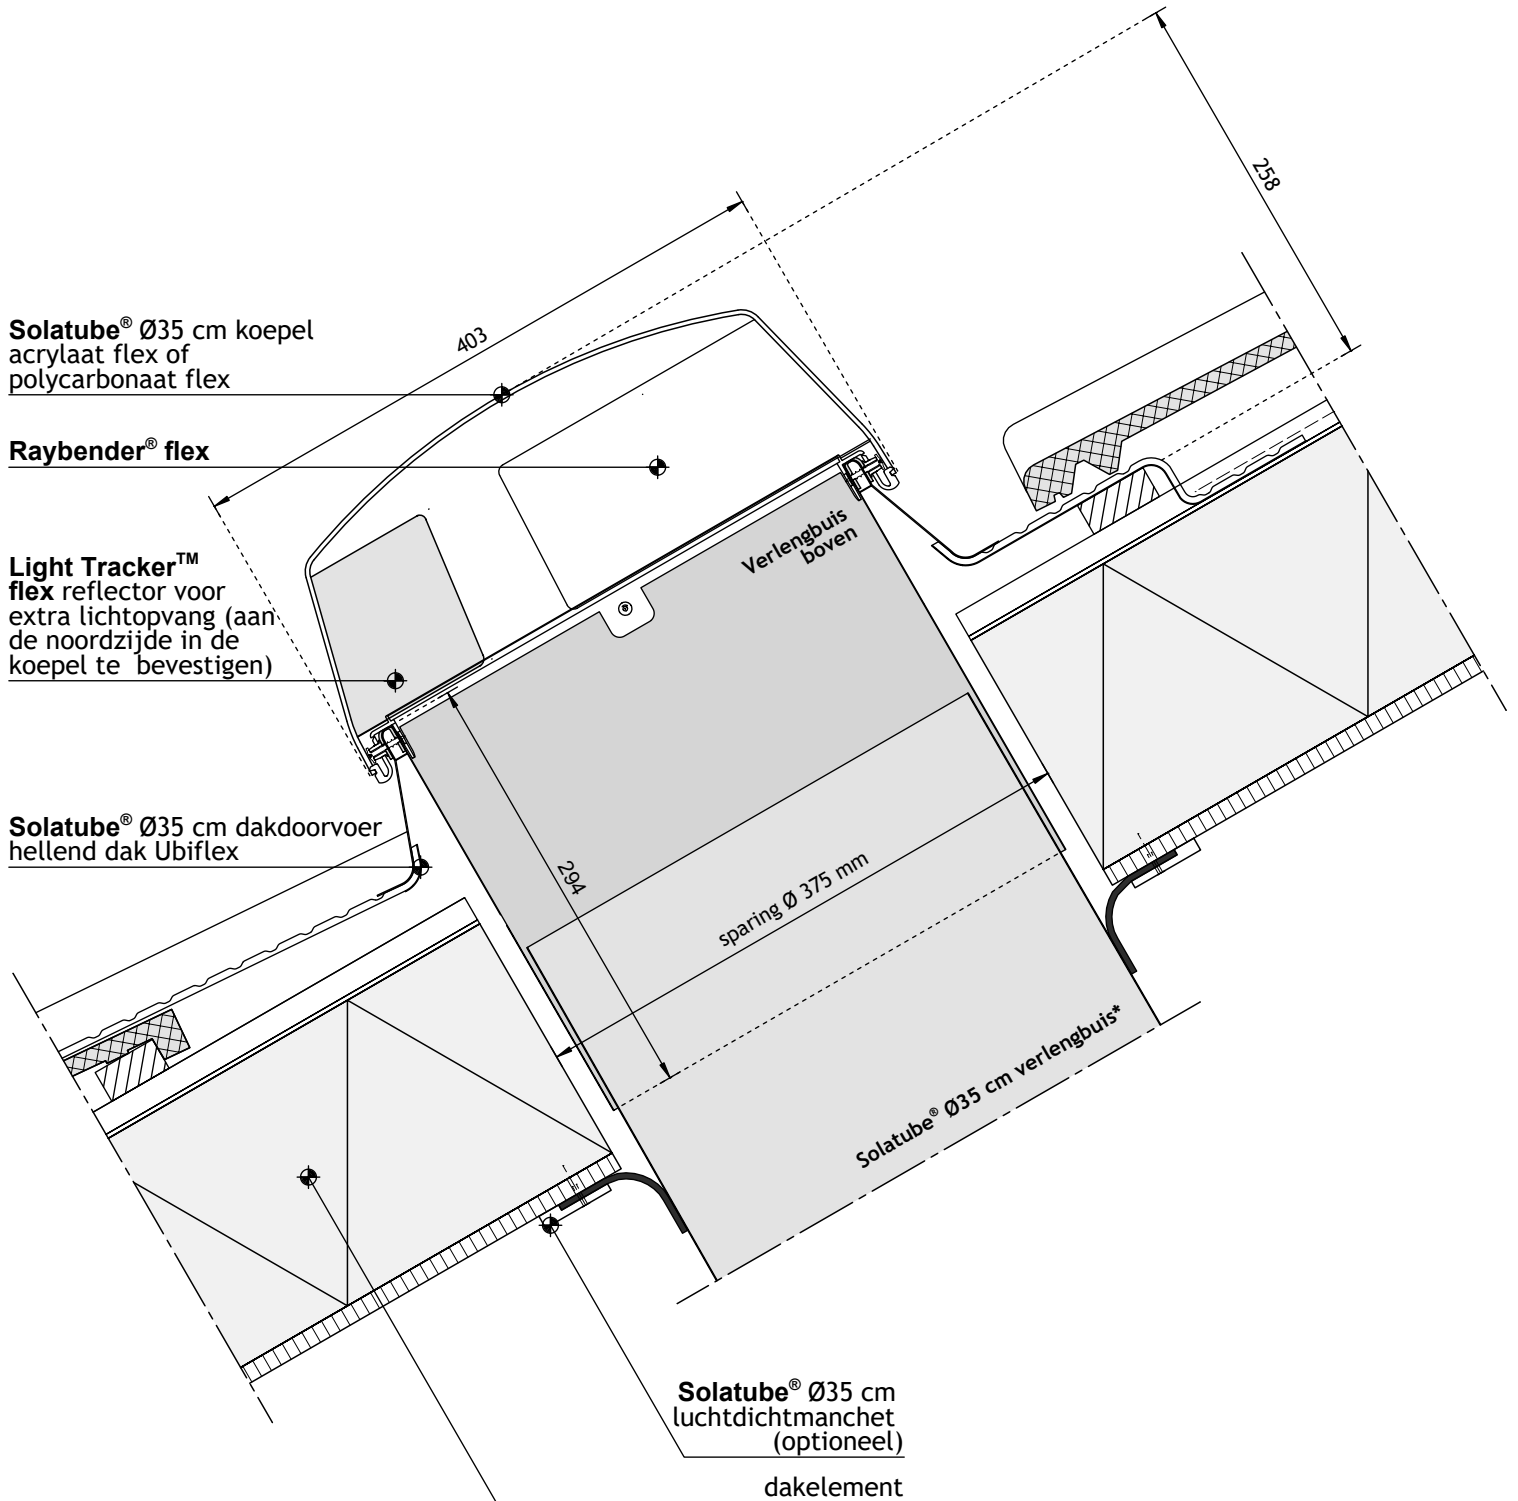 258
403
Solatube® Ø35 cm koepel
acrylaat flex of
polycarbonaat flex
Raybender® flex
Verlengbuis
boven
Light Tracker™
flex reflector voor
extra lichtopvang (aan
de noordzijde in de
koepel te bevestigen)
Solatube® Ø35 cm dakdoorvoer
hellend dak Ubiflex
294
sparing Ø 375 mm
Solatube® Ø35 cm verlengbuis*
Solatube® Ø35 cm
luchtdichtmanchet
(optioneel)
dakelement